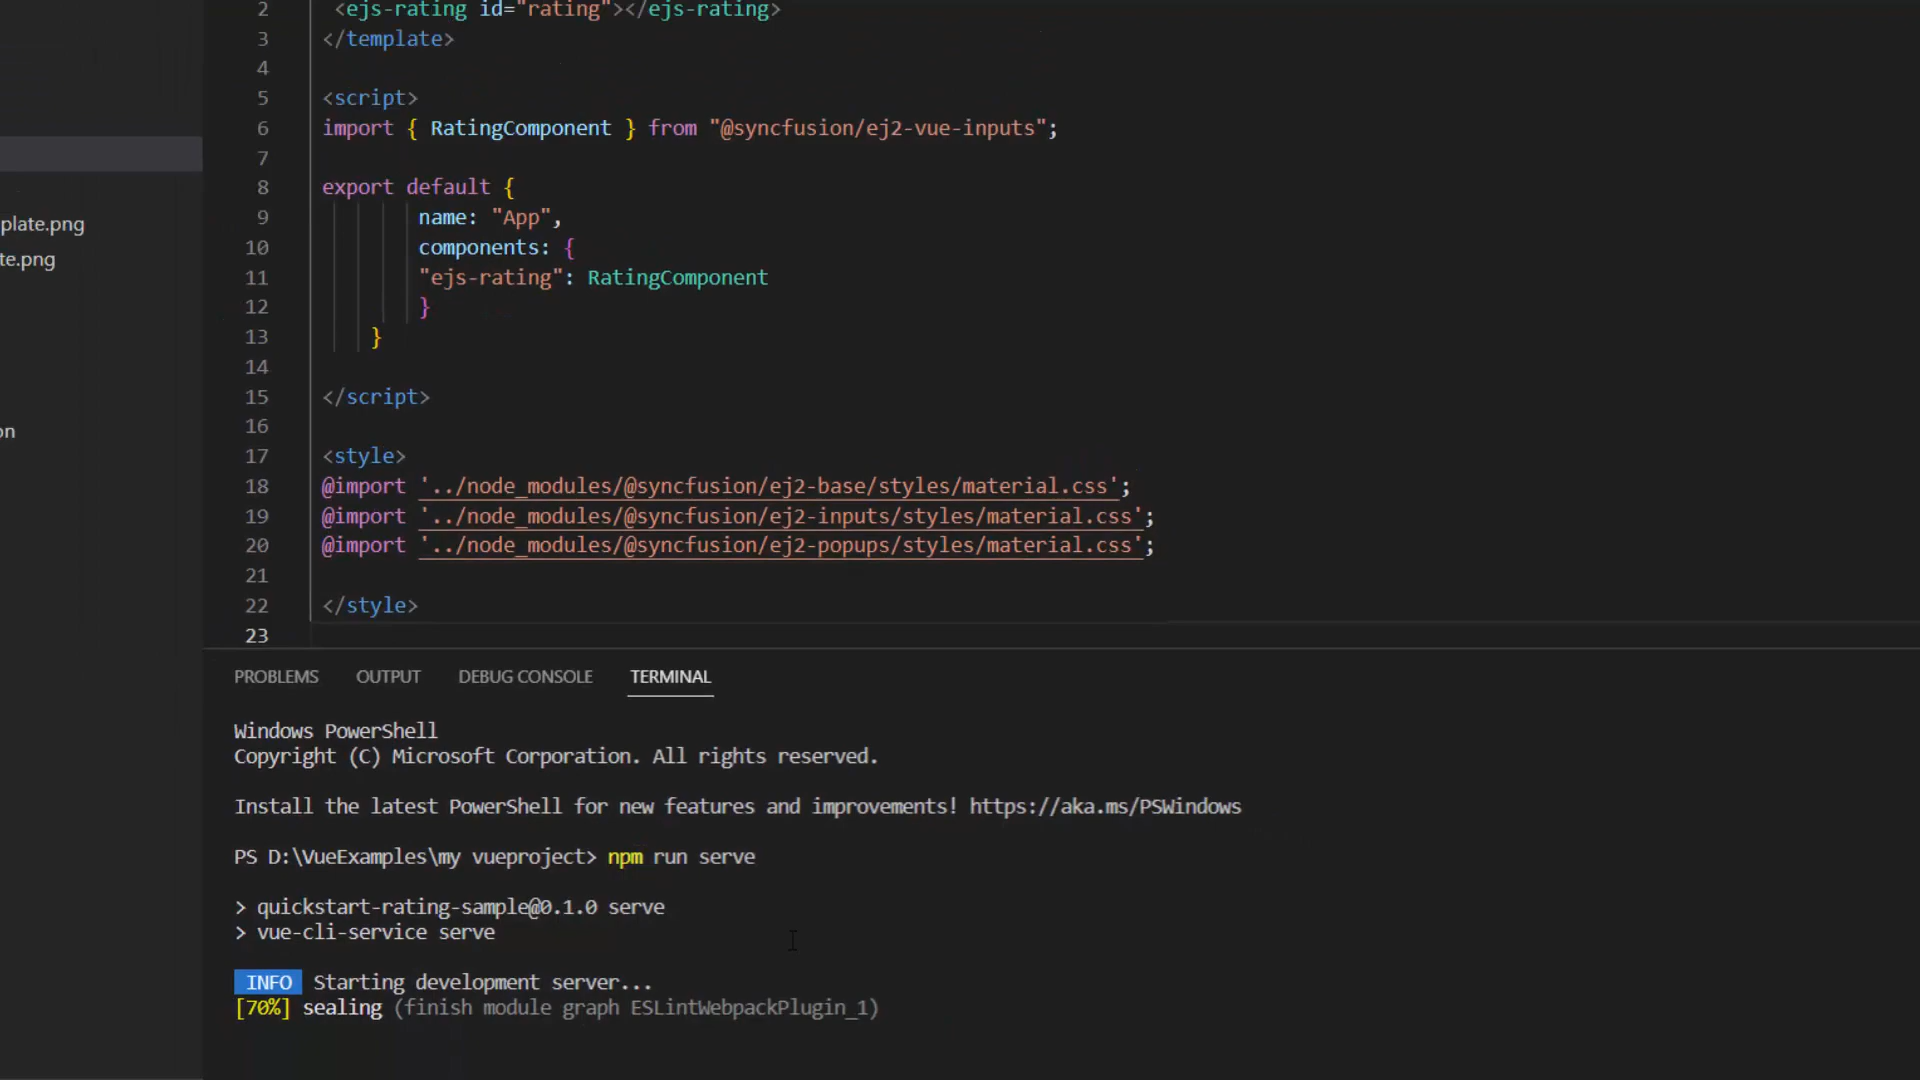 2 <ejs-rating id="rating"></ejs-rating>
3 </template>
4
5 <script>
6 import { RatingComponent } from "@syncfusion/ej2-vue-inputs";
7
8 export default {
plate.png
9 name: "App",
te.png
10 components: {
11 "ejs-rating": RatingComponent
12 }
13 }
14
15 </script>
16
on
17 <style>
18 @import '../node_modules/@syncfusion/ej2-base/styles/material.css';
19 @import '../node_modules/@syncfusion/ej2-inputs/styles/material.css';
20 @import '../node_modules/@syncfusion/ej2-popups/styles/material.css';
21
22 </style>
23
PROBLEMS OUTPUT DEBUG CONSOLE TERMINAL
Windows PowerShell
Copyright (C) Microsoft Corporation. All rights reserved.
Install the latest PowerShell for new features and improvements! https://aka.ms/PSWindows
PS D:\VueExamples\my vueproject> npm run serve
> quickstart-rating-sample@0.1.0 serve
> vue-cli-service serve
INFO Starting development server...
[70%] sealing (finish module graph ESLintWebpackPlugin_1)